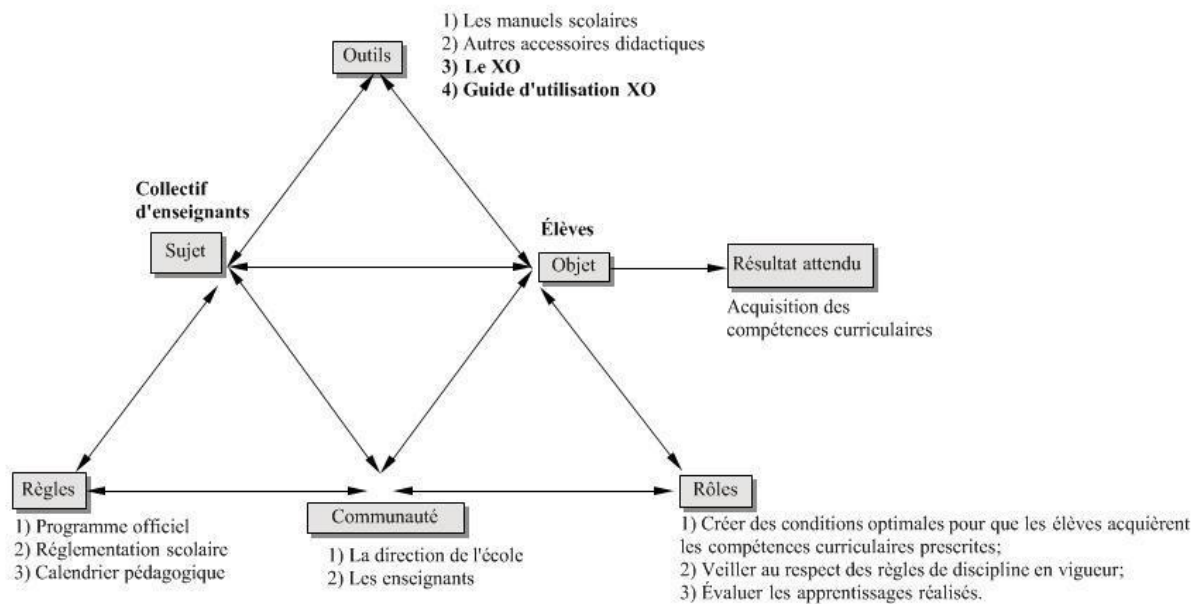 1) Les manuels scolaires
2) Autres accessoires didactiques
3) Le XO
4) Guide d'utilisation XO
Outils
Collectif
d'enseignants
Sujet
Élèves
Objet
Résultat attendu
Acquisition des
compétences curriculaires
Règles
1) Programme officiel
2) Réglementation scolaire
3) Calendrier pédagogique
Communauté
1) La direction de l'école
2) Les enseignants
Rôles
1) Créer des conditions optimales pour que les élèves acquièrent
les compétences curriculaires prescrites;
2) Veiller au respect des règles de discipline en vigueur;
3) Évaluer les apprentissages réalisés.